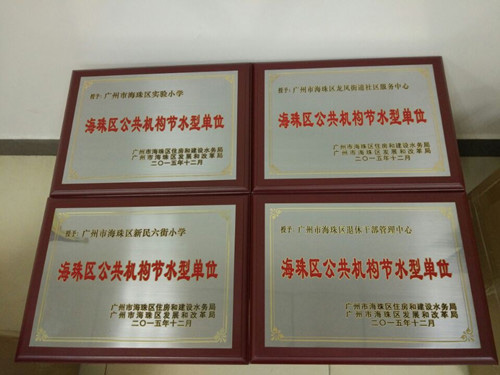 授予:广州市海珠区实验小学
海珠区公共机构节水型单位
广州市海珠区住房和建设水务局
广州市海珠区发展和改革局
二〇一五年十二月
授予:广州市海珠区龙凤街道社区服务中心
海珠区公共机构节水型单位
广州市海珠区住房和建设水务局
广州市海珠区发展和改革局
二〇一五年十二月
授予:广州市海珠区新民六街小学
海珠区公共机构节水型单位
广州市海珠区住房和建设水务局
广州市海珠区发展和改革局
二〇一五年十二月
授予:广州市海珠区退休干部管理中心
海珠区公共机构节水型单位
广州市海珠区住房和建设水务局
广州市海珠区发展和改革局
二〇一五年十二月